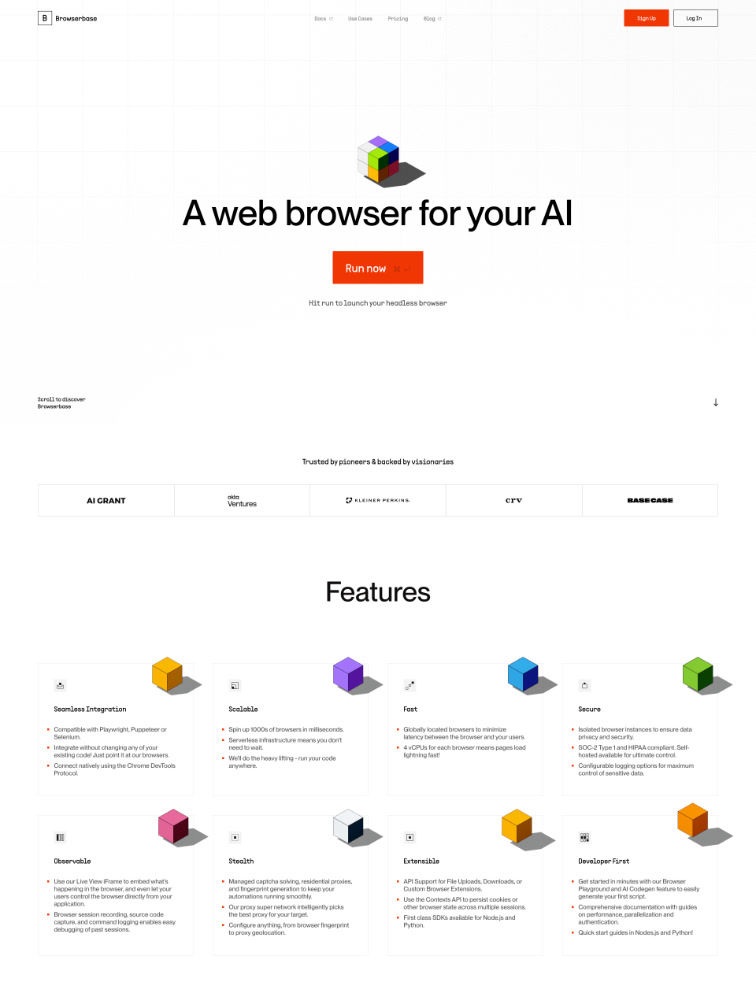 B Browserbase
Docs
Use Cases
Pricing
Blog
Sign Up
Log In
A web browser for your AI
Run now ⌘ ⏎
Hit run to launch your headless browser
Scroll to discover
Browserbase
↓
Trusted by pioneers & backed by visionaries
AI GRANT
okta
Ventures
KLEINER PERKINS.
crv
BASECASE
Features
Seamless Integration
Compatible with Playwright, Puppeteer or
Selenium.
Integrate without changing any of your
existing code! Just point it at our browsers.
Connect natively using the Chrome DevTools
Protocol.
Scalable
Spin up 1000s of browsers in milliseconds.
Serverless infrastructure means you don't
need to wait.
We'll do the heavy lifting - run your code
anywhere.
Fast
Globally located browsers to minimize
latency between the browser and your users.
4 vCPUs for each browser means pages load
lightning fast!
Secure
Isolated browser instances to ensure data
privacy and security.
SOC-2 Type 1 and HIPAA compliant. Self-
hosted available for ultimate control.
Configurable logging options for maximum
control of sensitive data.
Observable
Use our Live View iFrame to embed what's
happening in the browser, and even let your
users control the browser directly from your
application.
Browser session recording, source code
capture, and command logging enables easy
debugging of past sessions.
Stealth
Managed captcha solving, residential proxies,
and fingerprint generation to keep your
automations running smoothly.
Our proxy super network intelligently picks
the best proxy for your target.
Configure anything, from browser fingerprint
to proxy geolocation.
Extensible
API Support for File Uploads, Downloads, or
Custom Browser Extensions.
Use the Contexts API to persist cookies or
other browser state across multiple sessions.
First class SDKs available for Node.js and
Python.
Developer First
Get started in minutes with our Browser
Playground and AI Codegen feature to easily
generate your first script.
Comprehensive documentation with guides
on performance, parallelization and
authentication.
Quick start guides in Nodes.js and Python!